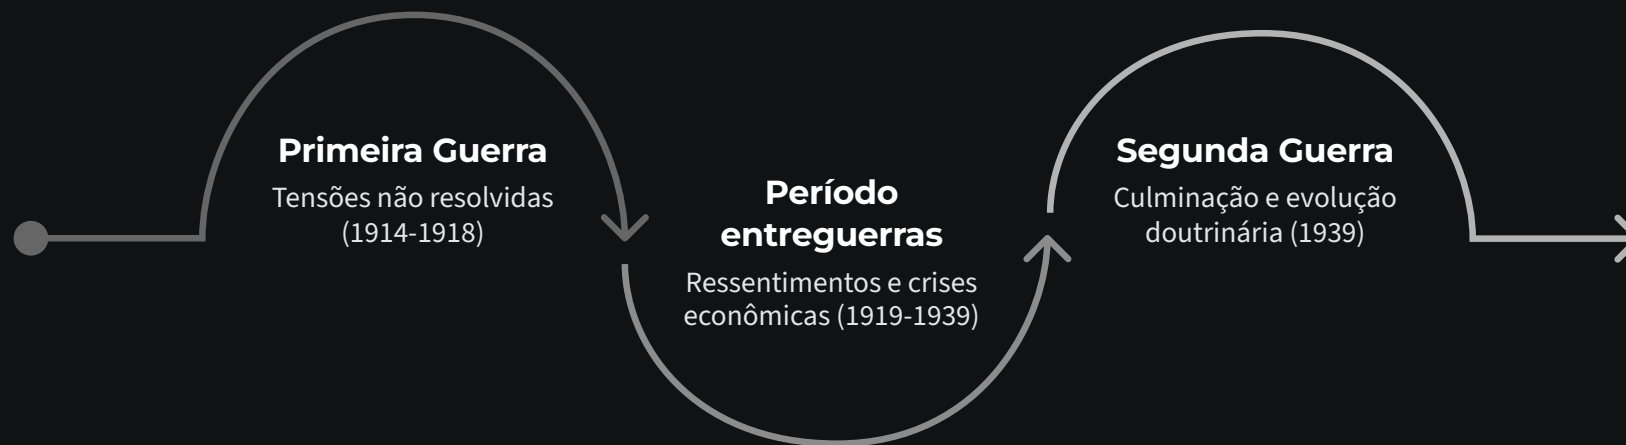 Primeira Guerra
Tensões não resolvidas
(1914-1918)
Período
entreguerras
Ressentimentos e crises
econômicas (1919-1939)
Segunda Guerra
Culminação e evolução
doutrinária (1939)